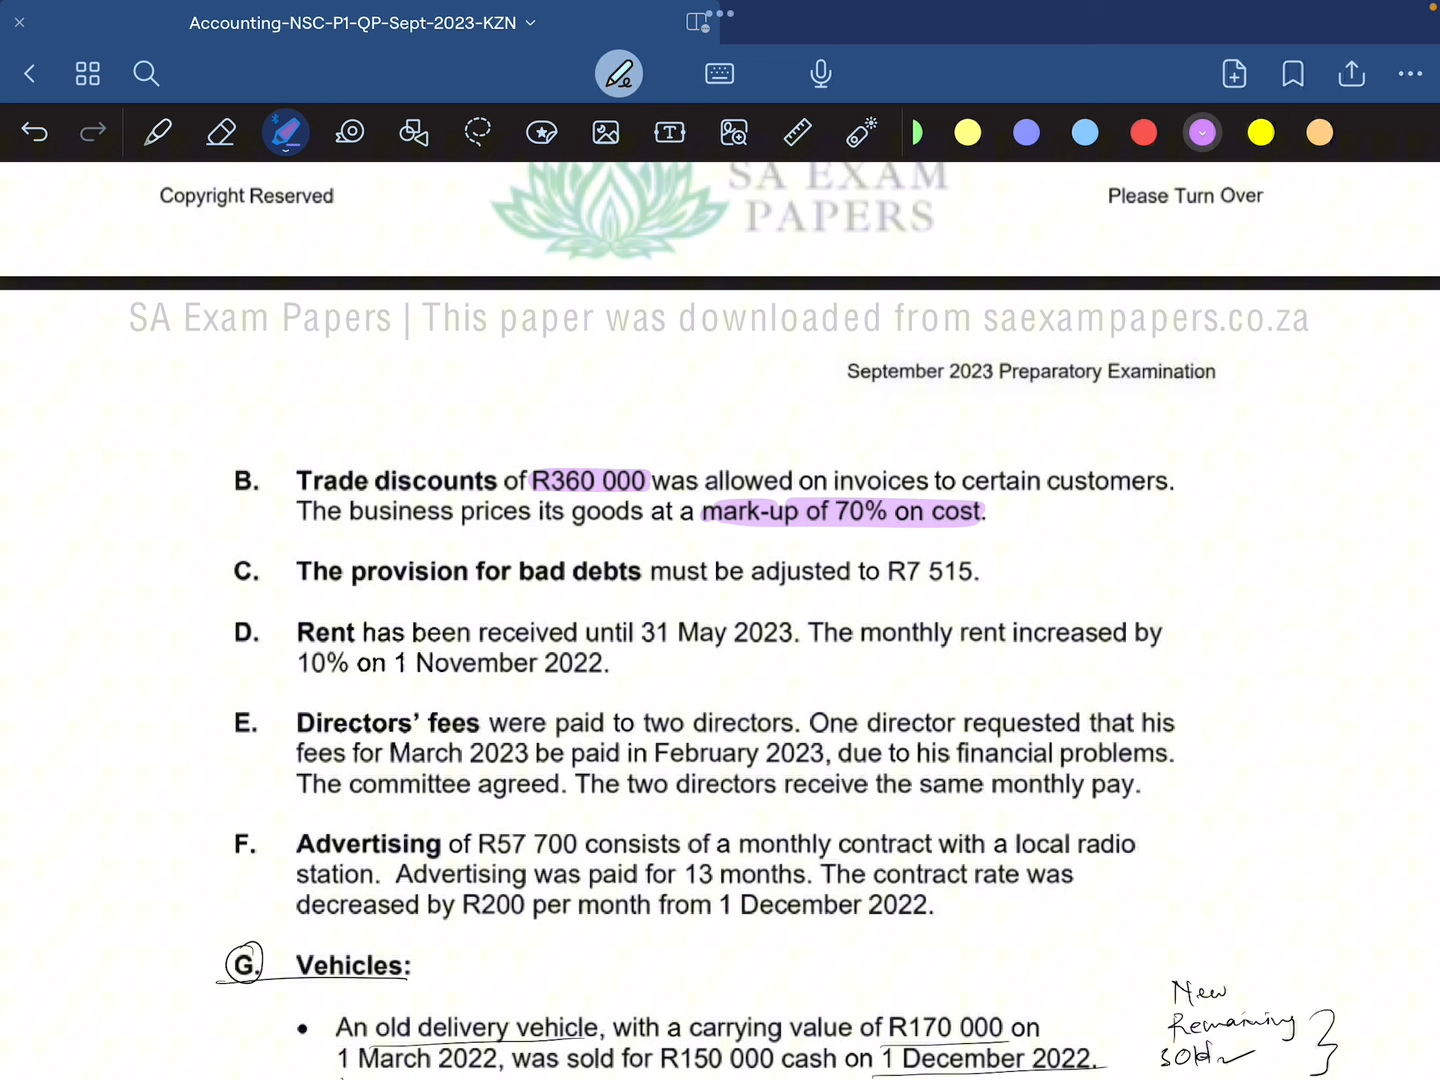 Accounting-NSC-P1-QP-Sept-2023-KZN
SA EXAM
PAPERS
Copyright Reserved
Please Turn Over
SA Exam Papers | This paper was downloaded from saexampapers.co.za
September 2023 Preparatory Examination
B. Trade discounts of R360 000 was allowed on invoices to certain customers.
The business prices its goods at a mark-up of 70% on cost.
C. The provision for bad debts must be adjusted to R7 515.
D. Rent has been received until 31 May 2023. The monthly rent increased by
10% on 1 November 2022.
E. Directors’ fees were paid to two directors. One director requested that his
fees for March 2023 be paid in February 2023, due to his financial problems.
The committee agreed. The two directors receive the same monthly pay.
F. Advertising of R57 700 consists of a monthly contract with a local radio
station. Advertising was paid for 13 months. The contract rate was
decreased by R200 per month from 1 December 2022.
G. Vehicles:
• An old delivery vehicle, with a carrying value of R170 000 on
1 March 2022, was sold for R150 000 cash on 1 December 2022.
New
Remaining
Sold